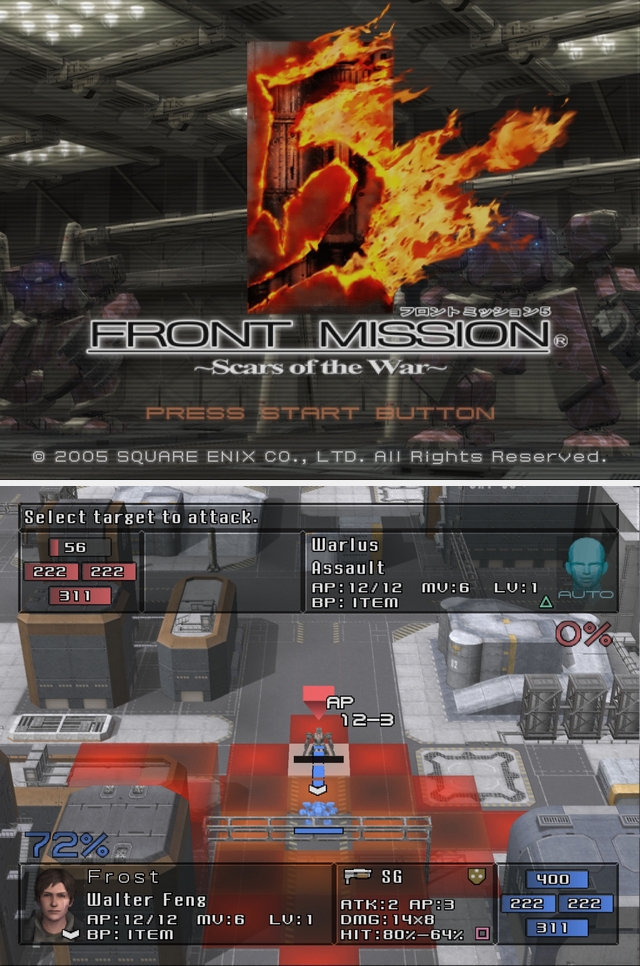 フロントミッション5
FRONT MISSION®
~Scars of the War~
PRESS START BUTTON
© 2005 SQUARE ENIX CO., LTD. All Rights Reserved.
Select target to attack.
56
222 222
311
Warlus
Assault
AP:12/12 MV:6 LV:1
BP: ITEM
AUTO
0%
AP
12-3
72%
Frost
Walter Feng
AP:12/12 MV:6 LV:1
BP: ITEM
SG
ATK:2 AP:3
DMG:14x8
HIT:80%-64%
400
222 222
311